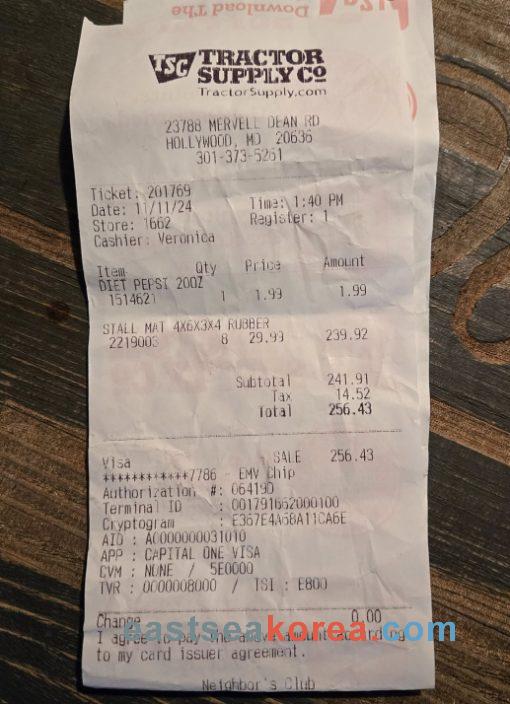 Download The
TSC TRACTOR
SUPPLY CO
TractorSupply.com
23788 MERVELL DEAN RD
HOLLYWOOD, MD 20636
301-373-5261
Ticket: 201769
Date: 11/11/24 Time: 1:40 PM
Store: 1662 Register: 1
Cashier: Veronica
Item Qty Price Amount
DIET PEPSI 20OZ
1514621 1 1.99 1.99
STALL MAT 4X6X3X4 RUBBER
2219003 8 29.99 239.92
Subtotal 241.91
Tax 14.52
Total 256.43
Visa SALE 256.43
************7786 - EMV Chip
Authorization #: 06419D
Terminal ID : 001791662000100
Cryptogram : E367E4A68A11CA6E
AID : A0000000031010
APP : CAPITAL ONE VISA
CVM : NONE / 5E0000
TVR : 0000008000 / TSI : E800
Change 0.00
eastseakorea.com
I agree to pay the above amount according
to my card issuer agreement.
Neighbor's Club